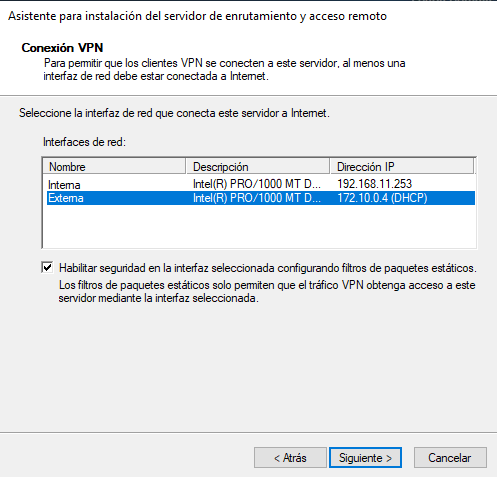 Asistente para instalación del servidor de enrutamiento y acceso remoto
Conexión VPN
Para permitir que los clientes VPN se conecten a este servidor, al menos una
interfaz de red debe estar conectada a Internet.
Seleccione la interfaz de red que conecta este servidor a Internet.
Interfaces de red:
Nombre Descripción Dirección IP
Interna Intel(R) PRO/1000 MT D... 192.168.11.253
Externa Intel(R) PRO/1000 MT D... 172.10.0.4 (DHCP)
Habilitar seguridad en la interfaz seleccionada configurando filtros de paquetes estáticos.
Los filtros de paquetes estáticos solo permiten que el tráfico VPN obtenga acceso a este
servidor mediante la interfaz seleccionada.
< Atrás Siguiente > Cancelar